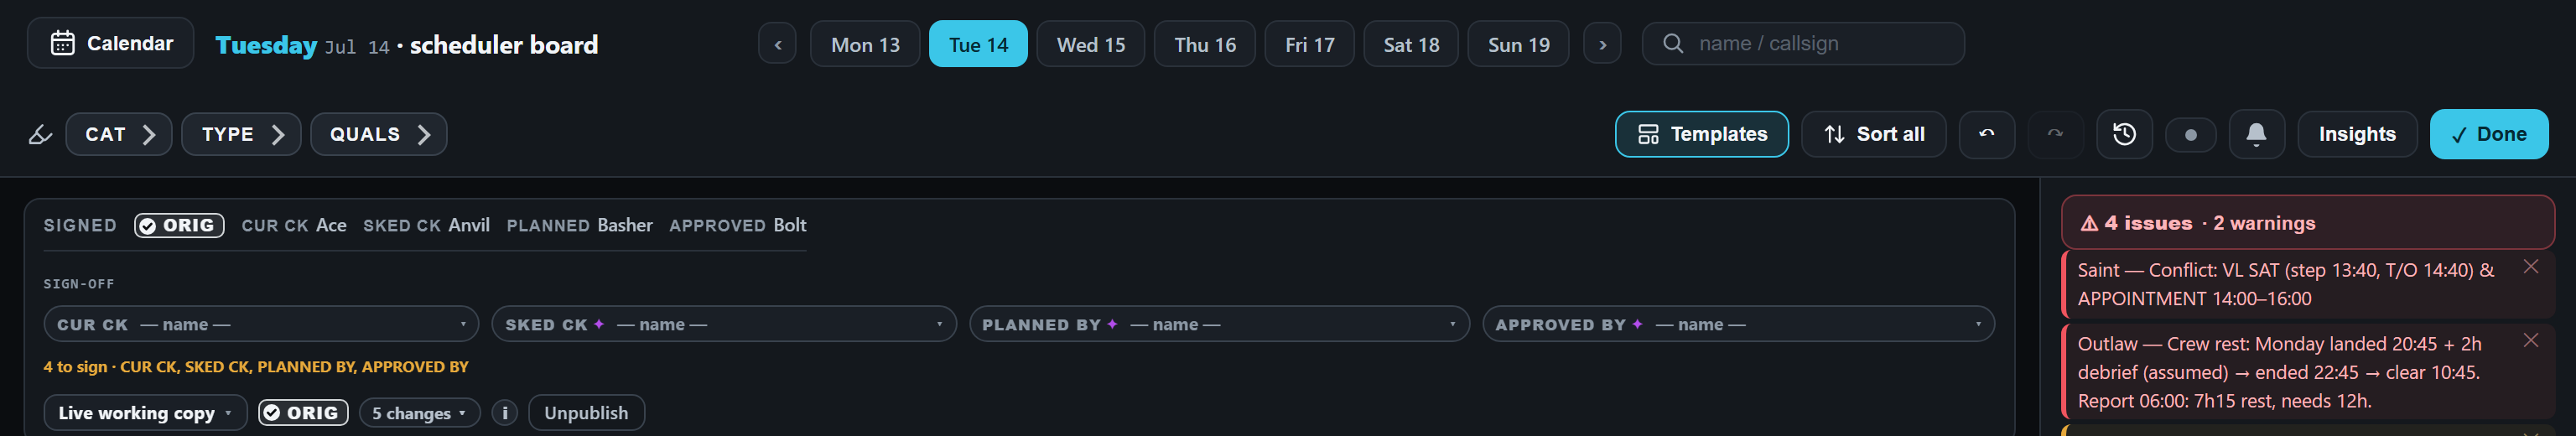 Calendar Tuesday Jul 14 · scheduler board ‹ Mon 13 Tue 14 Wed 15 Thu 16 Fri 17 Sat 18 Sun 19 › name / callsign
CAT TYPE QUALS Templates Sort all Insights ✓ Done
SIGNED ORIG CUR CK Ace SKED CK Anvil PLANNED Basher APPROVED Bolt
SIGN-OFF
CUR CK — name — SKED CK ✦ — name — PLANNED BY ✦ — name — APPROVED BY ✦ — name —
4 to sign · CUR CK, SKED CK, PLANNED BY, APPROVED BY
Live working copy ORIG 5 changes i Unpublish
⚠ 4 issues · 2 warnings
Saint — Conflict: VL SAT (step 13:40, T/O 14:40) &
APPOINTMENT 14:00–16:00
Outlaw — Crew rest: Monday landed 20:45 + 2h
debrief (assumed) → ended 22:45 → clear 10:45.
Report 06:00: 7h15 rest, needs 12h.